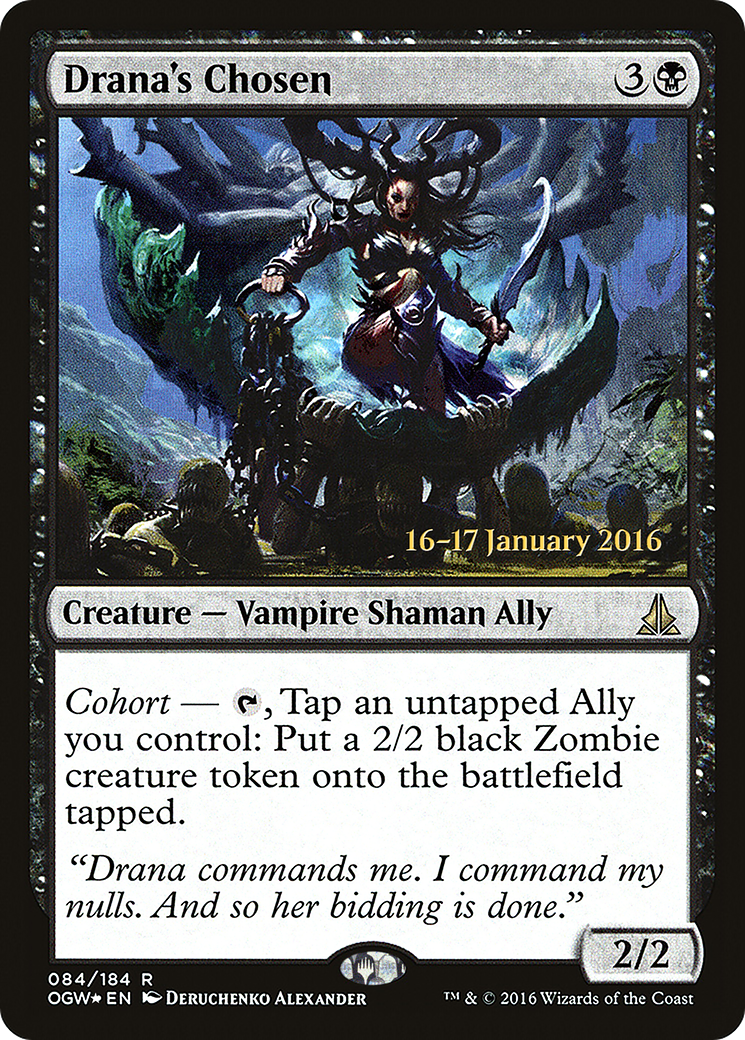 Drana's Chosen 3
16–17 January 2016
Creature — Vampire Shaman Ally
Cohort — , Tap an untapped Ally
you control: Put a 2/2 black Zombie
creature token onto the battlefield
tapped.
“Drana commands me. I command my
nulls. And so her bidding is done.”
2/2
084/184 R
OGW★EN Deruchenko Alexander
™ & © 2016 Wizards of the Coast